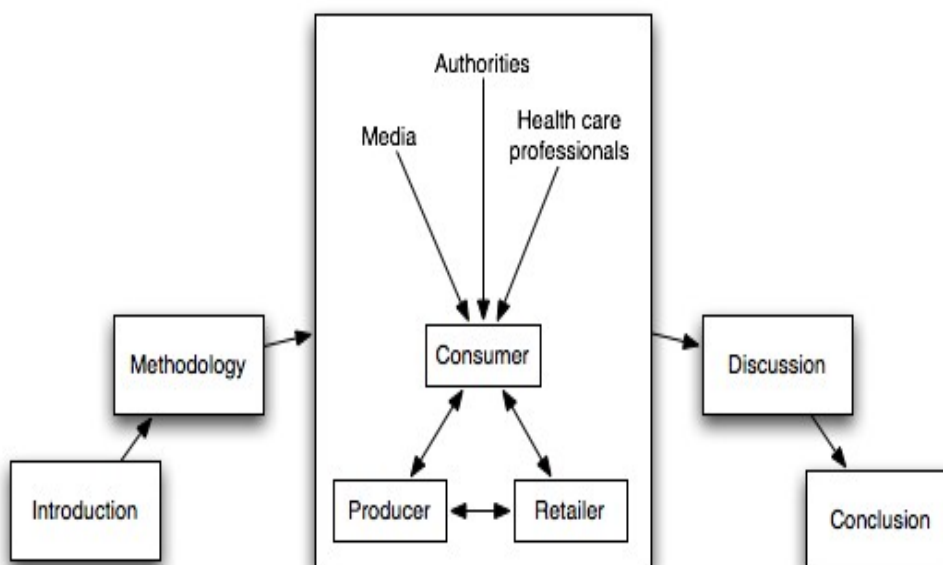 Authorities
Media
Health care
professionals
Consumer
Methodology
Discussion
Introduction
Producer
Retailer
Conclusion